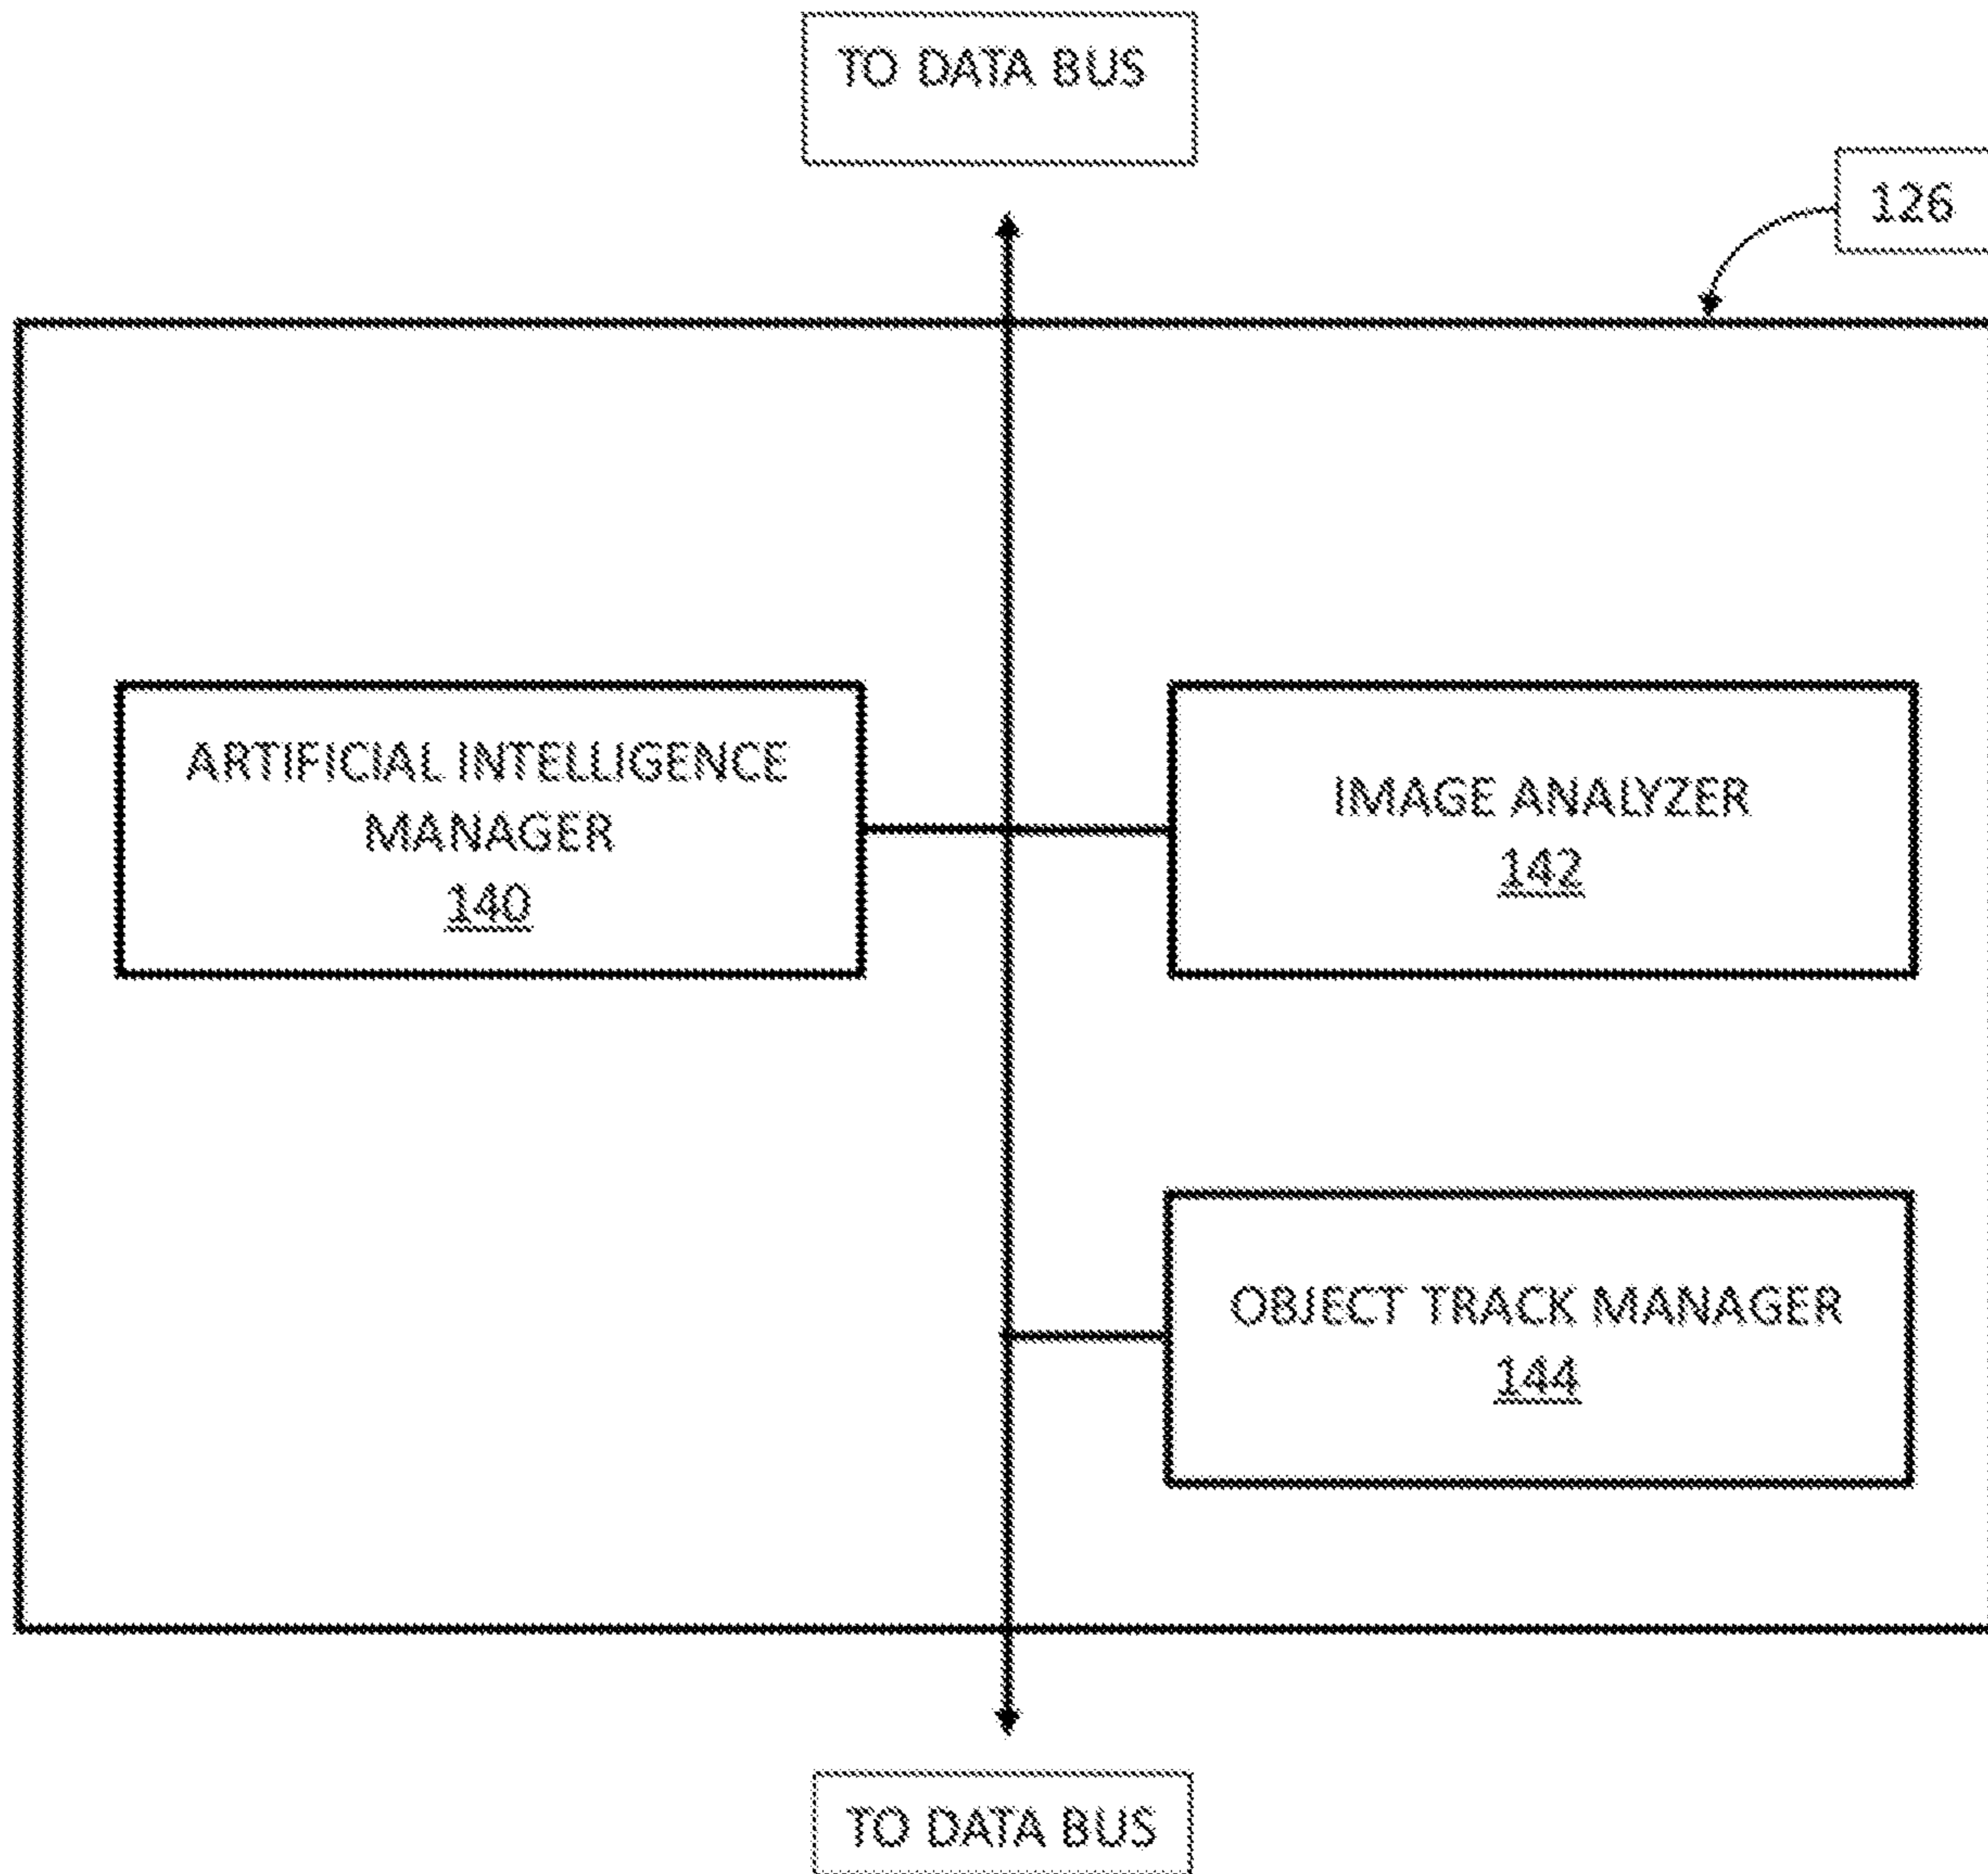 TO DATA BUS
126
ARTIFICIAL INTELLIGENCE
MANAGER
140
IMAGE ANALYZER
142
OBJECT TRACK MANAGER
144
TO DATA BUS